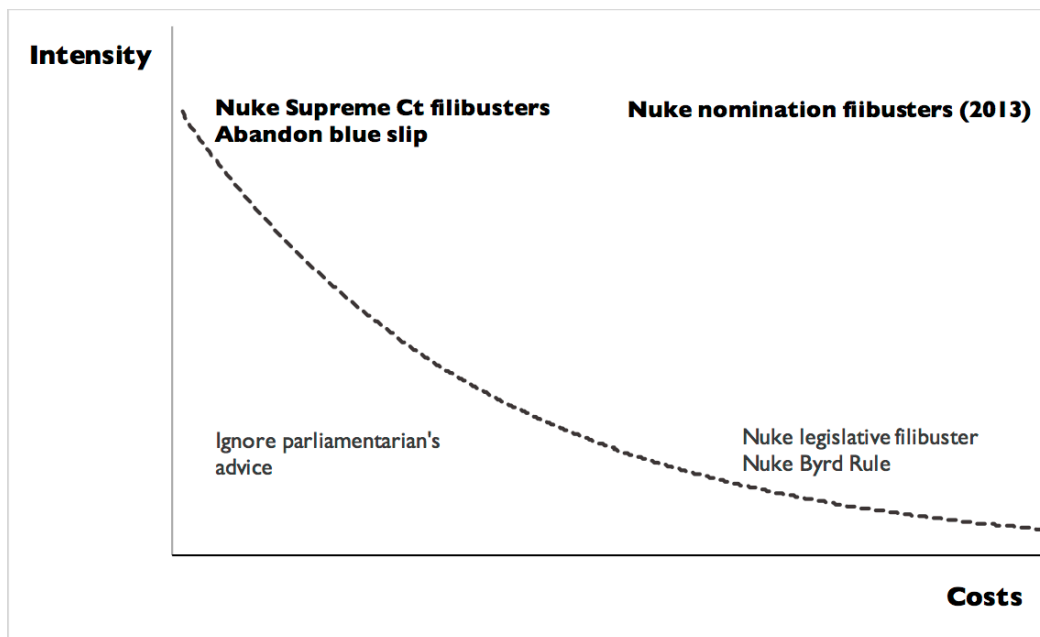 Intensity
Nuke Supreme Ct filibusters
Abandon blue slip
Nuke nomination fiibusters (2013)
Ignore parliamentarian's
advice
Nuke legislative filibuster
Nuke Byrd Rule
Costs